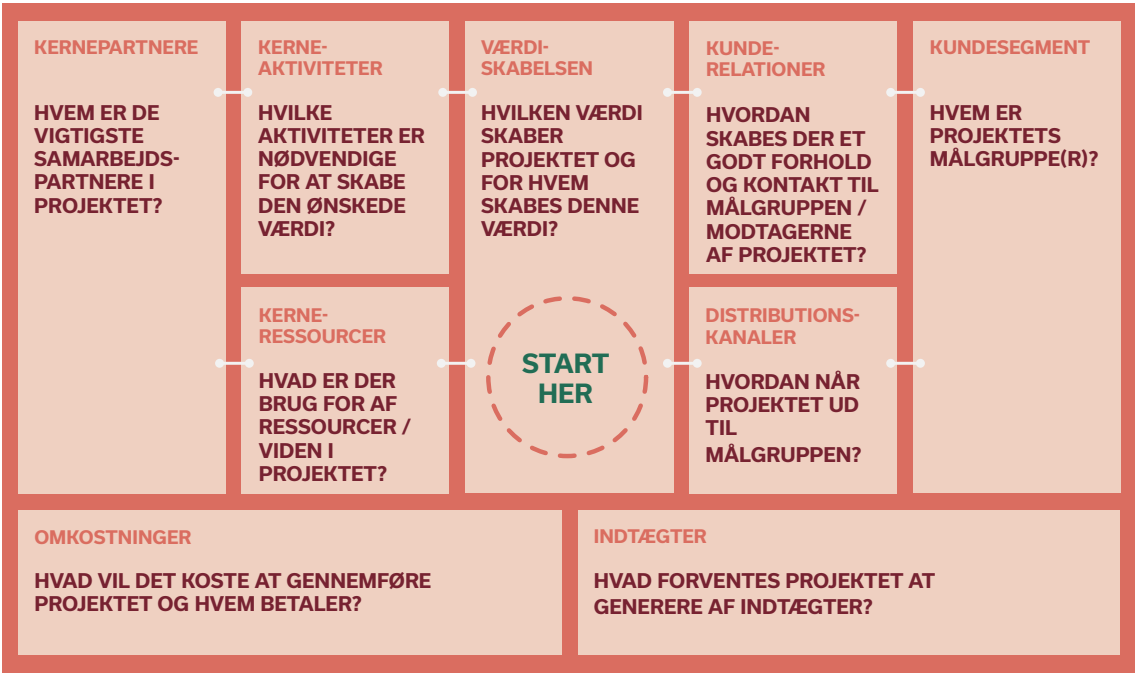 KERNEPARTNERE
HVEM ER DE
VIGTIGSTE
SAMARBEJDS-
PARTNERE I
PROJEKTET?
KERNE-
AKTIVITETER
HVILKE
AKTIVITETER ER
NØDVENDIGE
FOR AT SKABE
DEN ØNSKEDE
VÆRDI?
KERNE-
RESSOURCER
HVAD ER DER
BRUG FOR AF
RESSOURCER /
VIDEN I
PROJEKTET?
VÆRDI-
SKABELSEN
HVILKEN VÆRDI
SKABER
PROJEKTET OG
FOR HVEM
SKABES DENNE
VÆRDI?
START
HER
KUNDE-
RELATIONER
HVORDAN
SKABES DER ET
GODT FORHOLD
OG KONTAKT TIL
MÅLGRUPPEN /
MODTAGERNE
AF PROJEKTET?
DISTRIBUTIONS-
KANALER
HVORDAN NÅR
PROJEKTET UD
TIL
MÅLGRUPPEN?
KUNDESEGMENT
HVEM ER
PROJEKTETS
MÅLGRUPPE(R)?
OMKOSTNINGER
HVAD VIL DET KOSTE AT GENNEMFØRE
PROJEKTET OG HVEM BETALER?
INDTÆGTER
HVAD FORVENTES PROJEKTET AT
GENERERE AF INDTÆGTER?